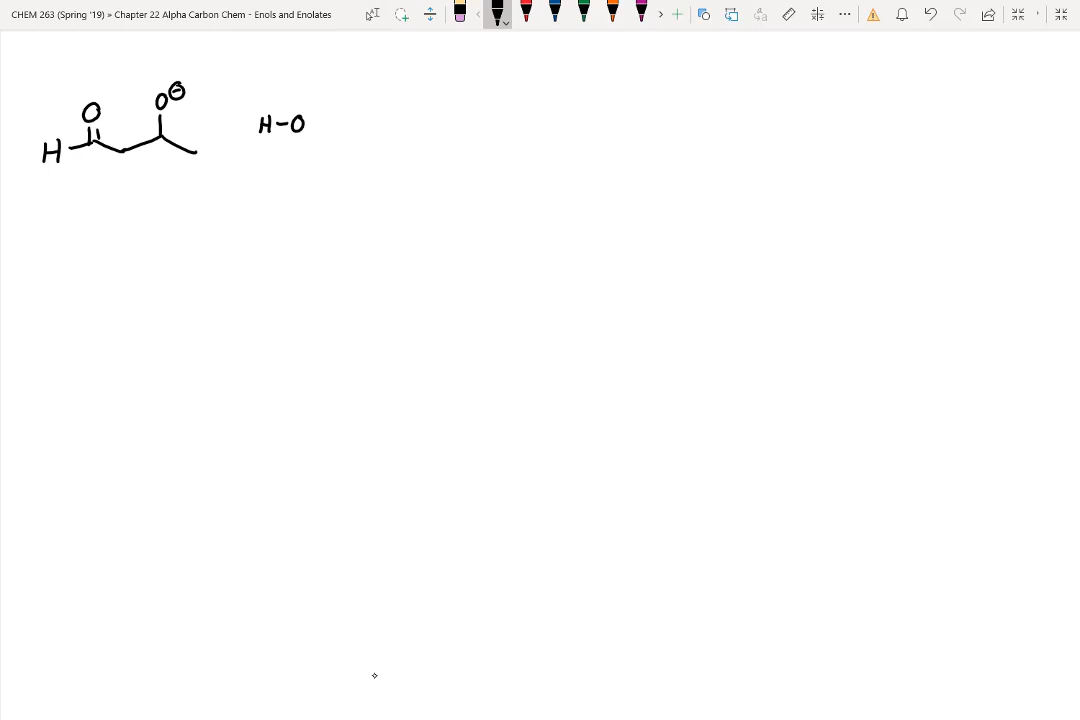 CHEM 263 (Spring '19) » Chapter 22 Alpha Carbon Chem - Enols and Enolates
O O⊖
H
H-O